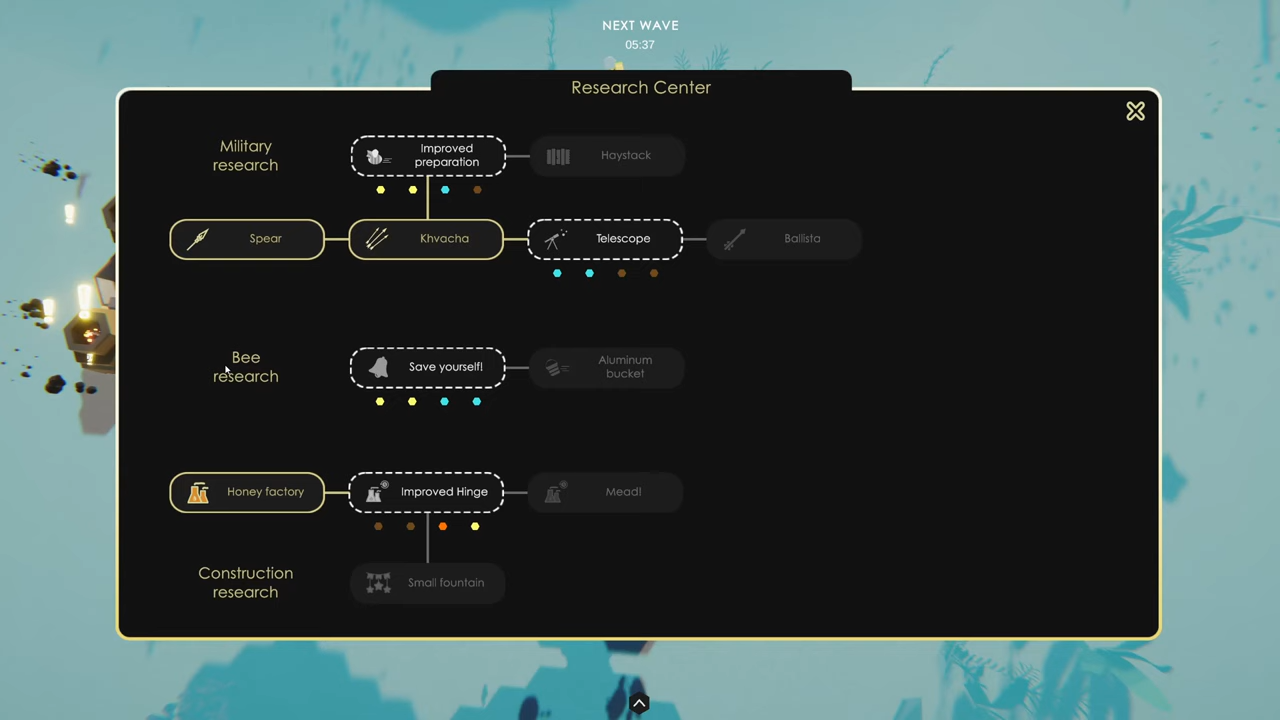 NEXT WAVE
05:37
Research Center
Military
research
Improved
preparation
Haystack
Spear
Khvacha
Telescope
Ballista
Bee
research
Save yourself!
Aluminum
bucket
Honey factory
Improved Hinge
Mead!
Construction
research
Small fountain